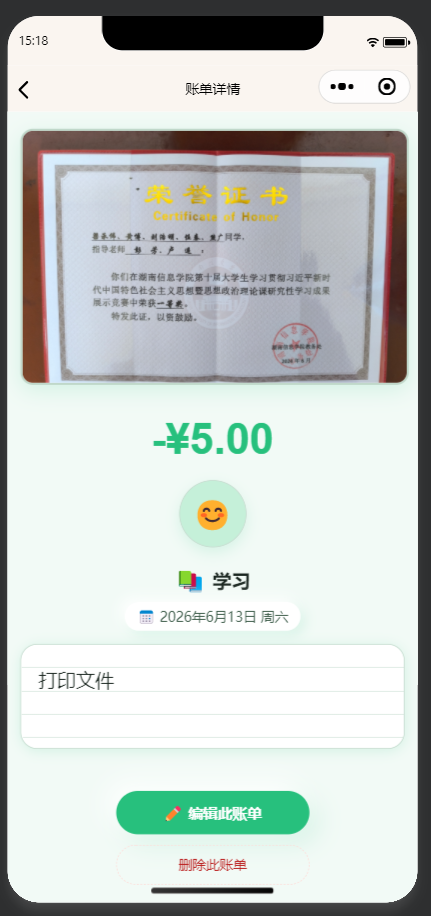 15:18
账单详情
荣誉证书
Certificate of Honor
同学,
指导老师
你们在湖南信息学院第十届大学生学习贯彻习近平新时
代中国特色社会主义思想暨思想政治理论课研究性学习成果
展示竞赛中荣获一等奖。
特发此证,以资鼓励。
-¥5.00
学习
2026年6月13日 周六
打印文件
编辑此账单
删除此账单